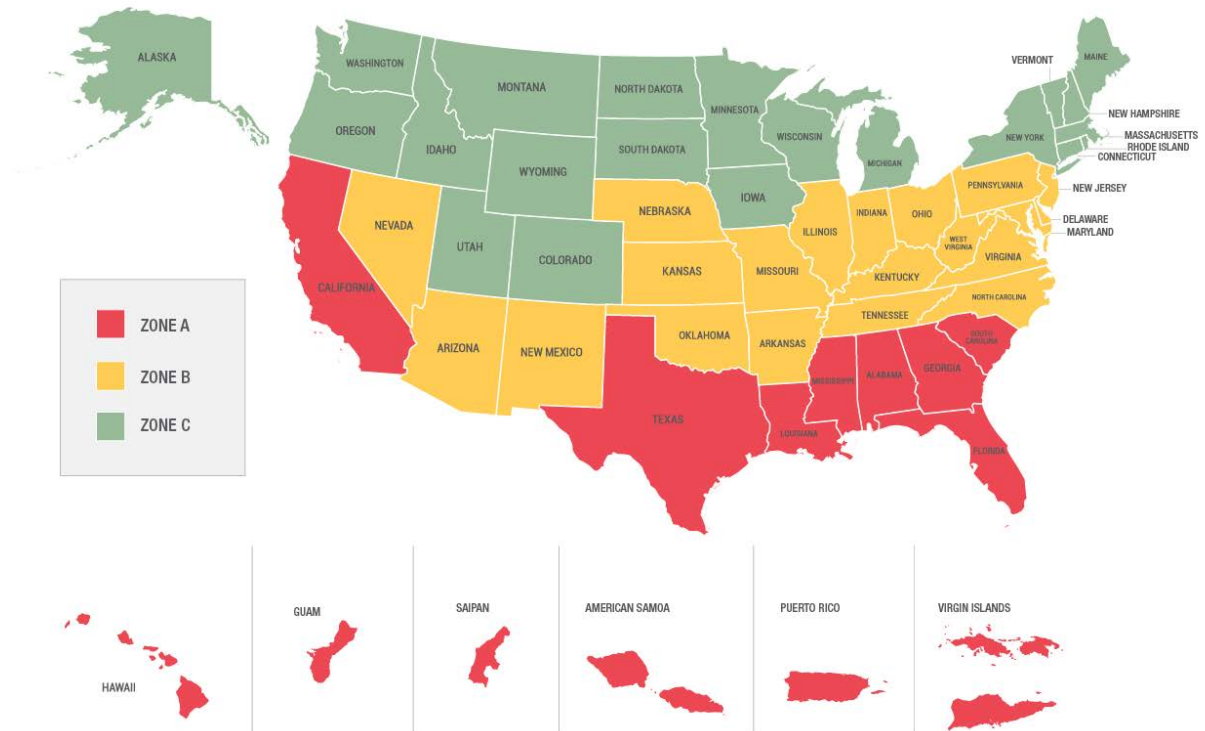 ALASKA
WASHINGTON
OREGON
IDAHO
MONTANA
WYOMING
NORTH DAKOTA
SOUTH DAKOTA
MINNESOTA
WISCONSIN
MICHIGAN
IOWA
NEW YORK
VERMONT
MAINE
NEW HAMPSHIRE
MASSACHUSETTS
RHODE ISLAND
CONNECTICUT
NEW JERSEY
DELAWARE
MARYLAND
PENNSYLVANIA
NEVADA
UTAH
COLORADO
NEBRASKA
KANSAS
ILLINOIS
INDIANA
OHIO
WEST
VIRGINIA
VIRGINIA
MISSOURI
KENTUCKY
CALIFORNIA
ARIZONA
NEW MEXICO
OKLAHOMA
ARKANSAS
TENNESSEE
NORTH CAROLINA
SOUTH
CAROLINA
TEXAS
LOUISIANA
MISSISSIPPI
ALABAMA
GEORGIA
FLORIDA
ZONE A
ZONE B
ZONE C
HAWAII
GUAM
SAIPAN
AMERICAN SAMOA
PUERTO RICO
VIRGIN ISLANDS